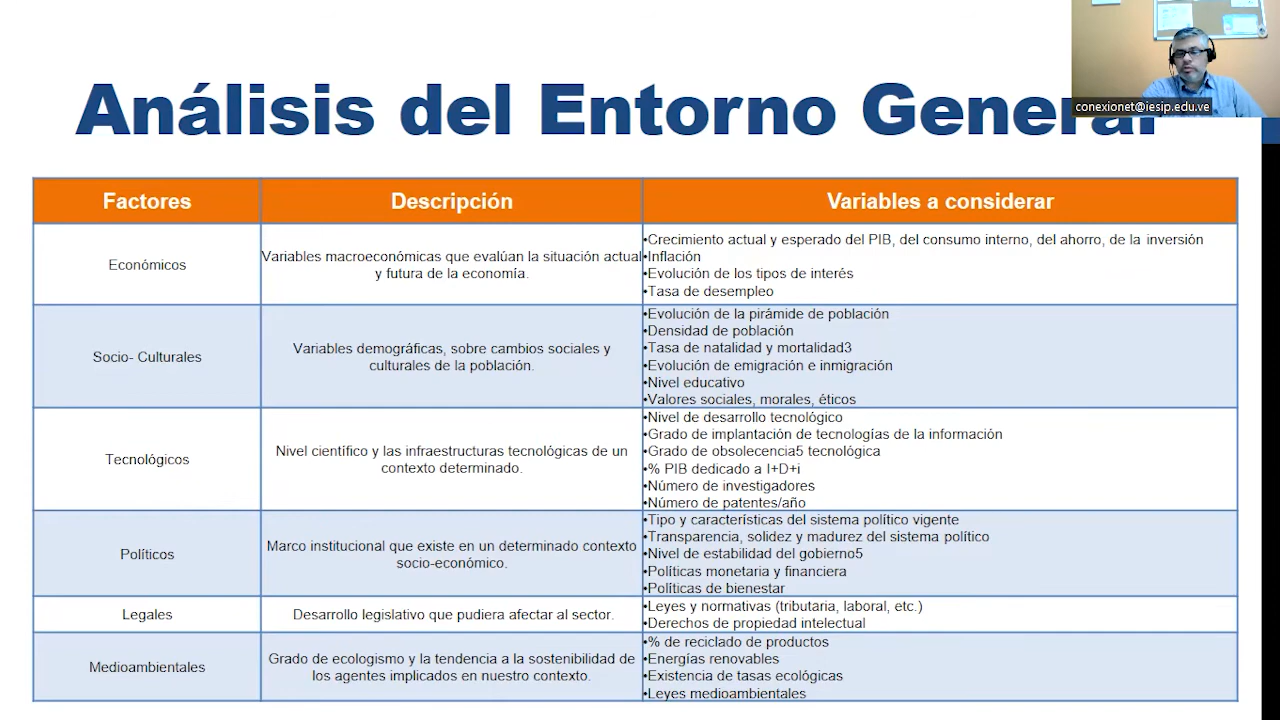 conexionet@iesip.edu.ve
Análisis del Entorno General
Factores
Descripción
Variables a considerar
Económicos
Variables macroeconómicas que evalúan la situación actual
y futura de la economía.
•Crecimiento actual y esperado del PIB, del consumo interno, del ahorro, de la inversión
•Inflación
•Evolución de los tipos de interés
•Tasa de desempleo
Socio- Culturales
Variables demográficas, sobre cambios sociales y
culturales de la población.
•Evolución de la pirámide de población
•Densidad de población
•Tasa de natalidad y mortalidad3
•Evolución de emigración e inmigración
•Nivel educativo
•Valores sociales, morales, éticos
Tecnológicos
Nivel científico y las infraestructuras tecnológicas de un
contexto determinado.
•Nivel de desarrollo tecnológico
•Grado de implantación de tecnologías de la información
•Grado de obsolecencia5 tecnológica
•% PIB dedicado a I+D+i
•Número de investigadores
•Número de patentes/año
Políticos
Marco institucional que existe en un determinado contexto
socio-económico.
•Tipo y características del sistema político vigente
•Transparencia, solidez y madurez del sistema político
•Nivel de estabilidad del gobierno5
•Políticas monetaria y financiera
•Políticas de bienestar
Legales
Desarrollo legislativo que pudiera afectar al sector.
•Leyes y normativas (tributaria, laboral, etc.)
•Derechos de propiedad intelectual
Medioambientales
Grado de ecologismo y la tendencia a la sostenibilidad de
los agentes implicados en nuestro contexto.
•% de reciclado de productos
•Energías renovables
•Existencia de tasas ecológicas
•Leyes medioambientales